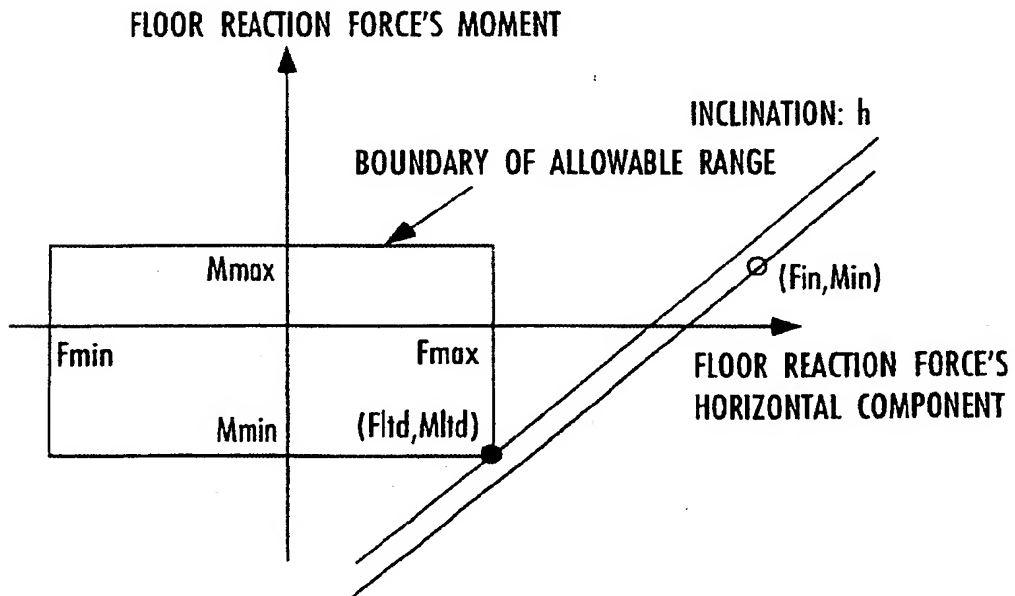 FLOOR REACTION FORCE'S MOMENT
INCLINATION: h
BOUNDARY OF ALLOWABLE RANGE
Mmax
(Fin,Min)
Fmin
Fmax
FLOOR REACTION FORCE'S
HORIZONTAL COMPONENT
Mmin
(Fltd,Mltd)